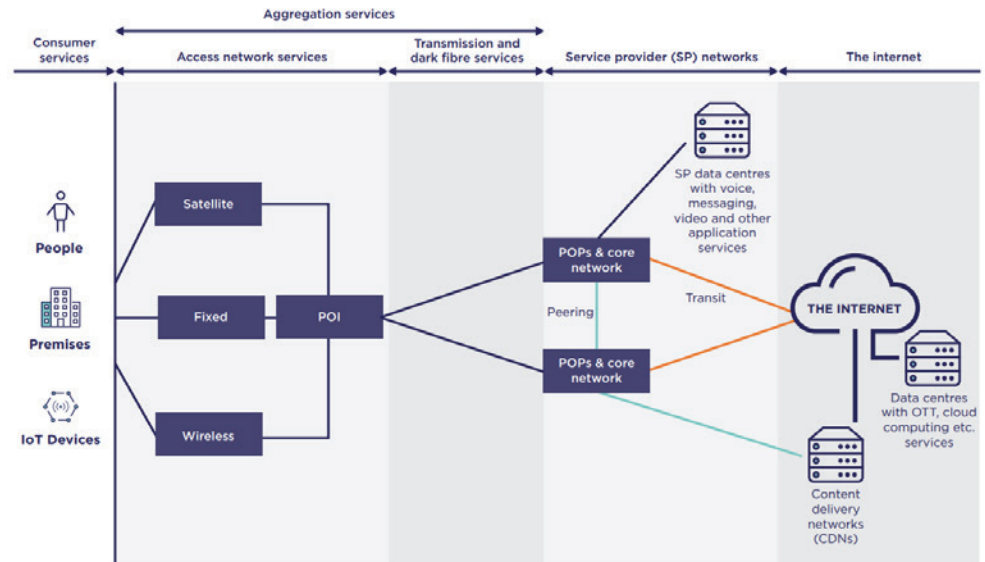 Aggregation services
Consumer
services
Access network services
Transmission and
dark fibre services
Service provider (SP) networks
The internet
People
Premises
IoT Devices
Satellite
Fixed
Wireless
POI
POPs & core
network
Peering
POPs & core
network
SP data centres
with voice,
messaging,
video and other
application
services
Transit
THE INTERNET
Data centres
with OTT, cloud
computing etc.
services
Content
delivery
networks
(CDNs)